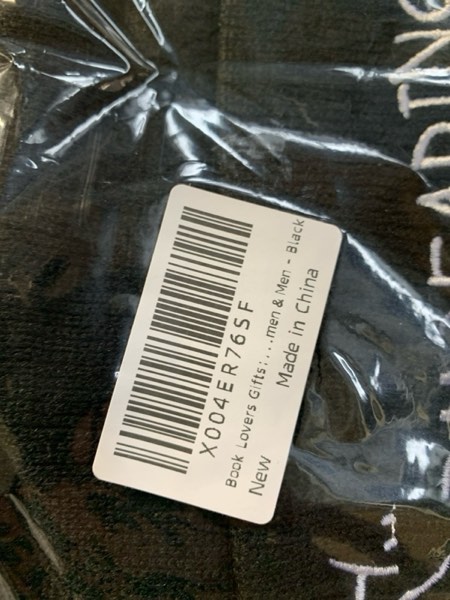 X004ER76SF
Book Lovers Gifts:...men & Men - Black
New
Made in China